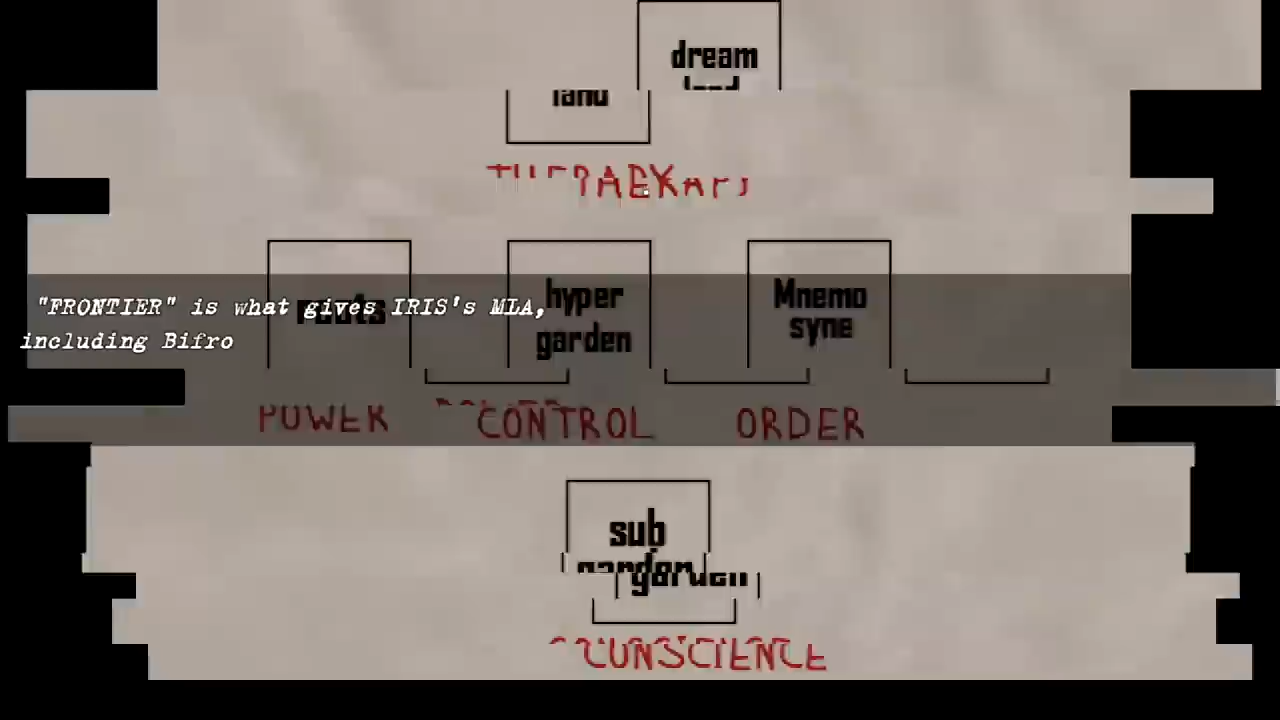 dream
land
hyper
garden
Mnemo
syne
"FRONTIER" is what gives IRIS's MLA,
including Bifro
POWER CONTROL ORDER
sub
garden
CONSCIENCE